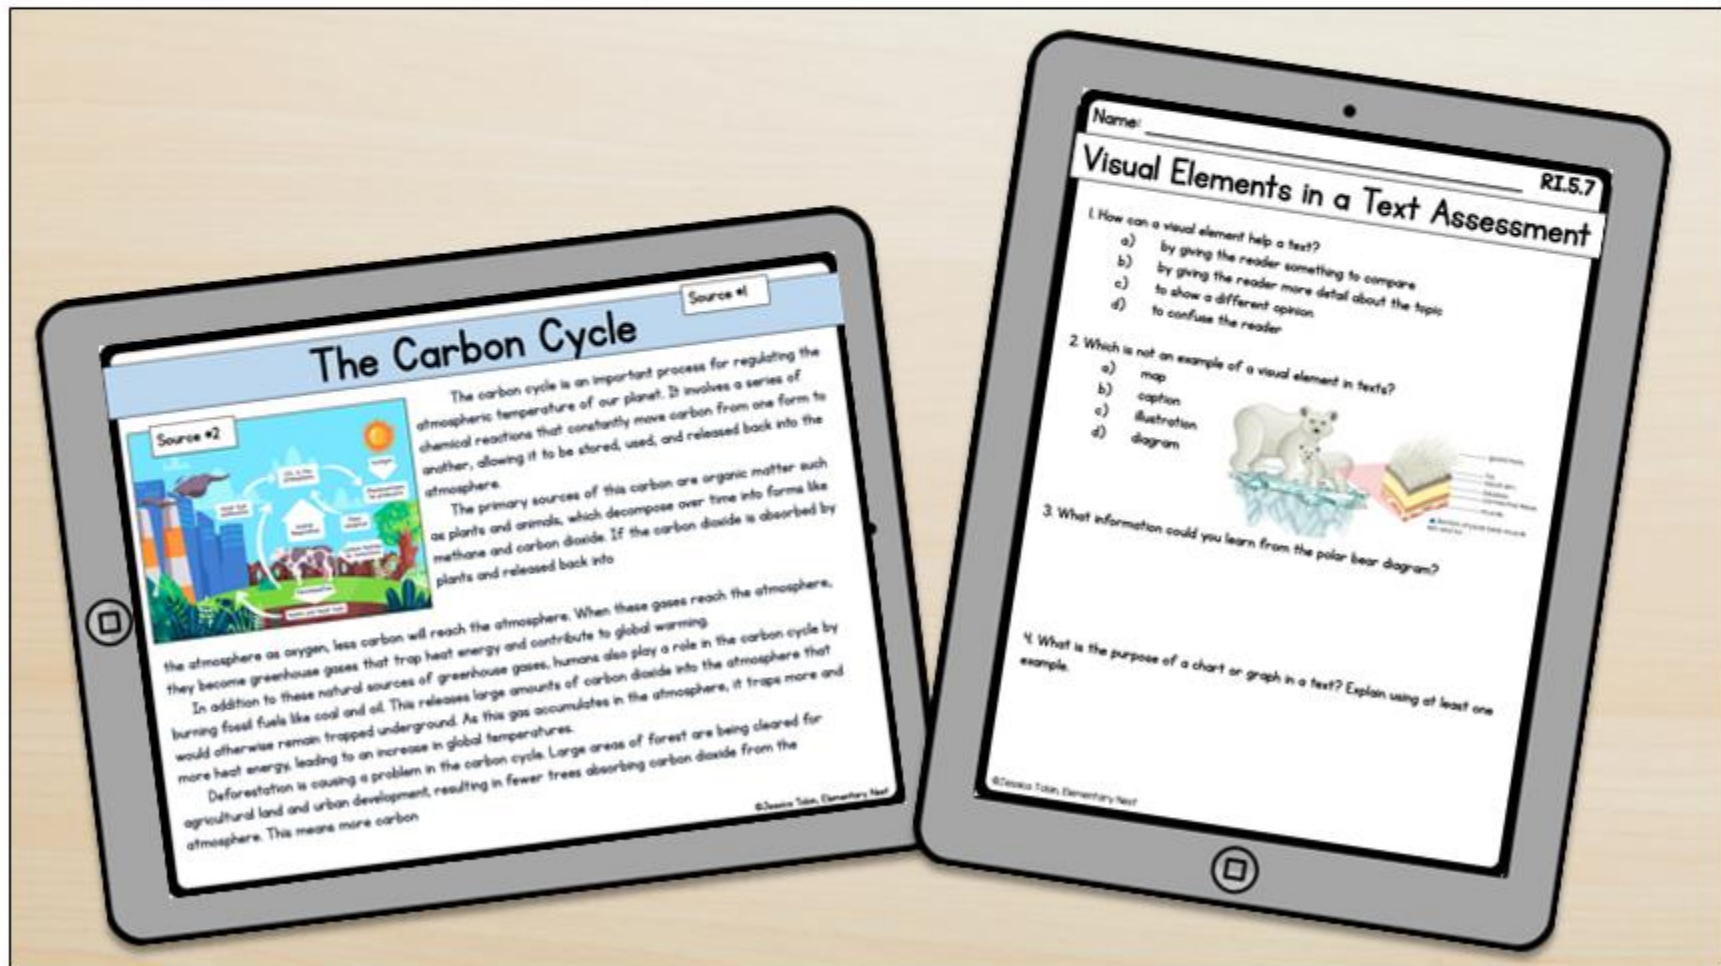 Source #1
The Carbon Cycle
Source #2
The carbon cycle is an important process for regulating the
atmospheric temperature of our planet. It involves a series of
chemical reactions that constantly move carbon from one form to
another, allowing it to be stored, used, and released back into the
atmosphere.
The primary sources of this carbon are organic matter such
as plants and animals, which decompose over time into forms like
methane and carbon dioxide. If the carbon dioxide is absorbed by
plants and released back into
the atmosphere as oxygen, less carbon will reach the atmosphere. When these gases reach the atmosphere,
they become greenhouse gases that trap heat energy and contribute to global warming.
In addition to these natural sources of greenhouse gases, humans also play a role in the carbon cycle by
burning fossil fuels like coal and oil. This releases large amounts of carbon dioxide into the atmosphere that
would otherwise remain trapped underground. As this gas accumulates in the atmosphere, it traps more and
more heat energy, leading to an increase in global temperatures.
Deforestation is causing a problem in the carbon cycle. Large areas of forest are being cleared for
agricultural land and urban development, resulting in fewer trees absorbing carbon dioxide from the
atmosphere. This means more carbon
©Jessica Tobin, Elementary Nest
Name:
RI.5.7
Visual Elements in a Text Assessment
1. How can a visual element help a text?
a) by giving the reader something to compare
b) by giving the reader more detail about the topic
c) to show a different opinion
d) to confuse the reader
2. Which is not an example of a visual element in texts?
a) map
b) caption
c) illustration
d) diagram
3. What information could you learn from the polar bear diagram?
4. What is the purpose of a chart or graph in a text? Explain using at least one
example.
©Jessica Tobin, Elementary Nest